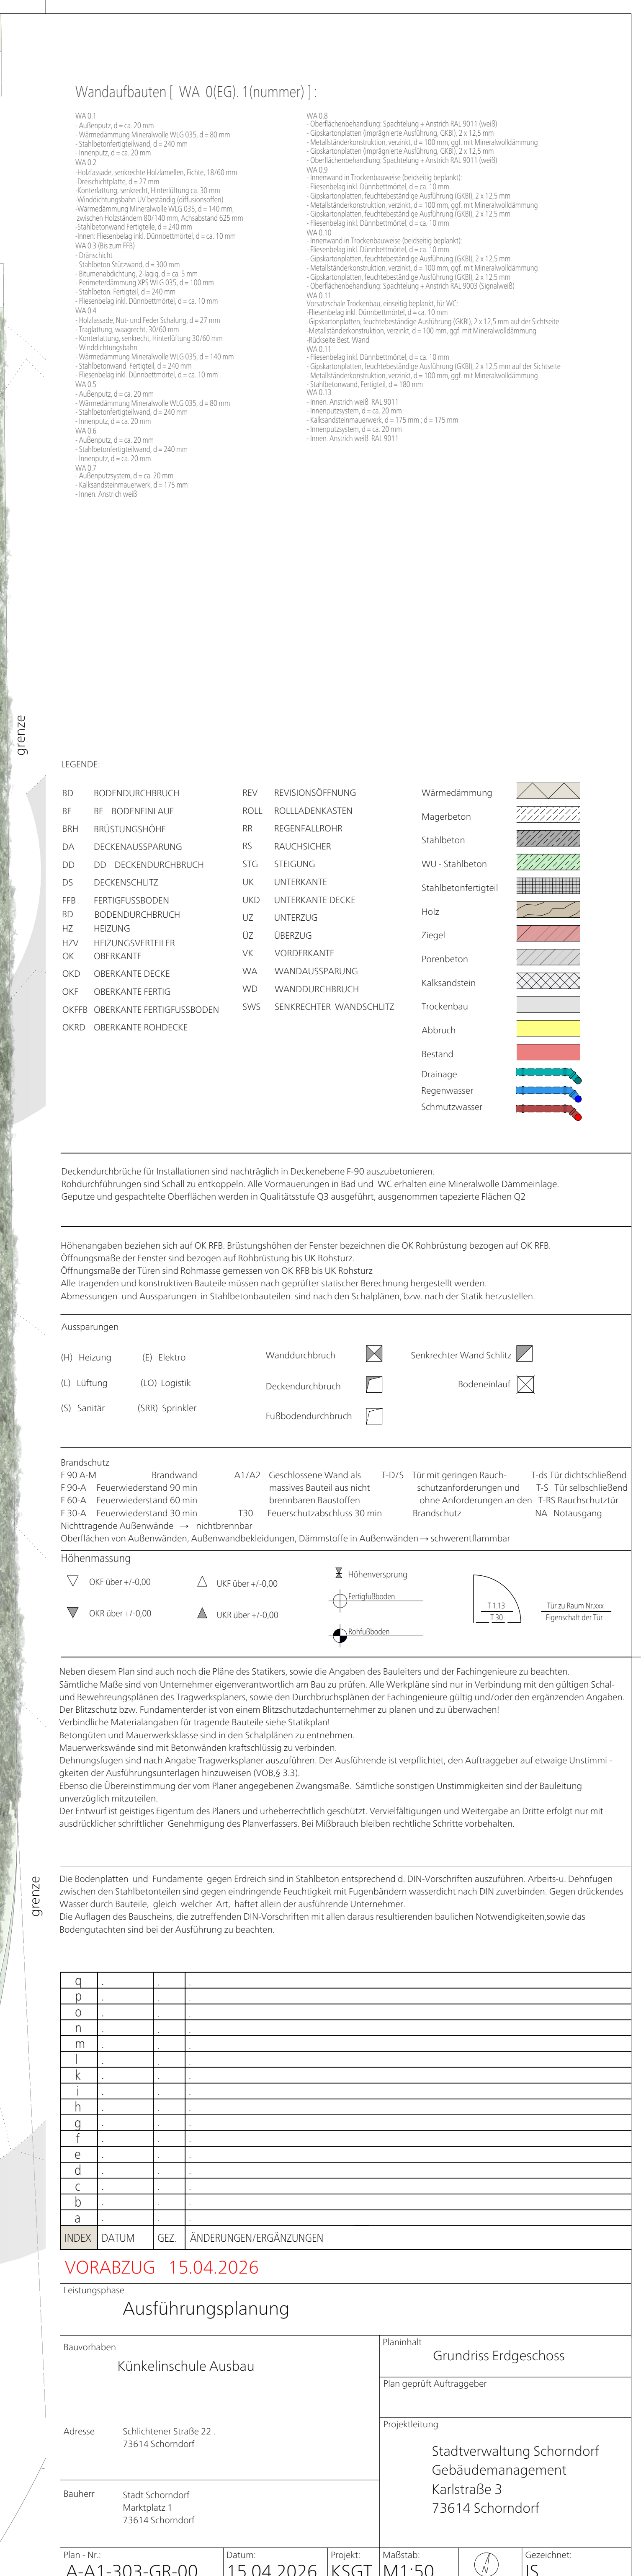 Wandaufbauten [ WA 0(EG). 1(nummer) ] :
WA 0.1
- Außenputz, d = ca. 20 mm
- Wärmedämmung Mineralwolle WLG 035, d = 80 mm
- Stahlbetonfertigteilwand, d = 240 mm
- Innenputz, d = ca. 20 mm
WA 0.2
-Holzfassade, senkrechte Holzlamellen, Fichte, 18/60 mm
-Dreischichtplatte, d = 27 mm
-Konterlattung, senkrecht, Hinterlüftung ca. 30 mm
-Winddichtungsbahn UV beständig (diffusionsoffen)
-Wärmedämmung Mineralwolle WLG 035, d = 140 mm,
zwischen Holzständern 80/140 mm, Achsabstand 625 mm
-Stahlbetonwand Fertigteile, d = 240 mm
-Innen: Fliesenbelag inkl. Dünnbettmörtel, d = ca. 10 mm
WA 0.3 (Bis zum FFB)
- Dränschicht
- Stahlbeton Stützwand, d = 300 mm
- Bitumenabdichtung, 2-lagig, d = ca. 5 mm
- Perimeterdämmung XPS WLG 035, d = 100 mm
- Stahlbeton. Fertigteil, d = 240 mm
- Fliesenbelag inkl. Dünnbettmörtel, d = ca. 10 mm
WA 0.4
- Holzfassade, Nut- und Feder Schalung, d = 27 mm
- Traglattung, waagrecht, 30/60 mm
- Konterlattung, senkrecht, Hinterlüftung 30/60 mm
- Winddichtungsbahn
- Wärmedämmung Mineralwolle WLG 035, d = 140 mm
- Stahlbetonwand. Fertigteil, d = 240 mm
- Fliesenbelag inkl. Dünnbettmörtel, d = ca. 10 mm
WA 0.5
- Außenputz, d = ca. 20 mm
- Wärmedämmung Mineralwolle WLG 035, d = 80 mm
- Stahlbetonfertigteilwand, d = 240 mm
- Innenputz, d = ca. 20 mm
WA 0.6
- Außenputz, d = ca. 20 mm
- Stahlbetonfertigteilwand, d = 240 mm
- Innenputz, d = ca. 20 mm
WA 0.7
- Außenputzsystem, d = ca. 20 mm
- Kalksandsteinmauerwerk, d = 175 mm
- Innen. Anstrich weiß
WA 0.8
- Oberflächenbehandlung: Spachtelung + Anstrich RAL 9011 (weiß)
- Gipskartonplatten (imprägnierte Ausführung, GKBI), 2 x 12,5 mm
- Metallständerkonstruktion, verzinkt, d = 100 mm, ggf. mit Mineralwolldämmung
- Gipskartonplatten (imprägnierte Ausführung, GKBI), 2 x 12,5 mm
- Oberflächenbehandlung: Spachtelung + Anstrich RAL 9011 (weiß)
WA 0.9
- Innenwand in Trockenbauweise (beidseitig beplankt):
- Fliesenbelag inkl. Dünnbettmörtel, d = ca. 10 mm
- Gipskartonplatten, feuchtebeständige Ausführung (GKBI), 2 x 12,5 mm
- Metallständerkonstruktion, verzinkt, d = 100 mm, ggf. mit Mineralwolldämmung
- Gipskartonplatten, feuchtebeständige Ausführung (GKBI), 2 x 12,5 mm
- Fliesenbelag inkl. Dünnbettmörtel, d = ca. 10 mm
WA 0.10
- Innenwand in Trockenbauweise (beidseitig beplankt):
- Fliesenbelag inkl. Dünnbettmörtel, d = ca. 10 mm
- Gipskartonplatten, feuchtebeständige Ausführung (GKBI), 2 x 12,5 mm
- Metallständerkonstruktion, verzinkt, d = 100 mm, ggf. mit Mineralwolldämmung
- Gipskartonplatten, feuchtebeständige Ausführung (GKBI), 2 x 12,5 mm
- Oberflächenbehandlung: Spachtelung + Anstrich RAL 9003 (Signalweiß)
WA 0.11
Vorsatzschale Trockenbau, einseitig beplankt, für WC:
-Fliesenbelag inkl. Dünnbettmörtel, d = ca. 10 mm
-Gipskartonplatten, feuchtebeständige Ausführung (GKBI), 2 x 12,5 mm auf der Sichtseite
-Metallständerkonstruktion, verzinkt, d = 100 mm, ggf. mit Mineralwolldämmung
-Rückseite Best. Wand
WA 0.11
- Fliesenbelag inkl. Dünnbettmörtel, d = ca. 10 mm
- Gipskartonplatten, feuchtebeständige Ausführung (GKBI), 2 x 12,5 mm auf der Sichtseite
- Metallständerkonstruktion, verzinkt, d = 100 mm, ggf. mit Mineralwolldämmung
- Stahlbetonwand, Fertigteil, d = 180 mm
WA 0.13
- Innen. Anstrich weiß RAL 9011
- Innenputzsystem, d = ca. 20 mm
- Kalksandsteinmauerwerk, d = 175 mm ; d = 175 mm
- Innenputzsystem, d = ca. 20 mm
- Innen. Anstrich weiß RAL 9011
grenze
LEGENDE:
BD BODENDURCHBRUCH
BE BE BODENEINLAUF
BRH BRÜSTUNGSHÖHE
DA DECKENAUSSPARUNG
DD DD DECKENDURCHBRUCH
DS DECKENSCHLITZ
FFB FERTIGFUSSBODEN
BD BODENDURCHBRUCH
HZ HEIZUNG
HZV HEIZUNGSVERTEILER
OK OBERKANTE
OKD OBERKANTE DECKE
OKF OBERKANTE FERTIG
OKFFB OBERKANTE FERTIGFUSSBODEN
OKRD OBERKANTE ROHDECKE
REV REVISIONSÖFFNUNG
ROLL ROLLLADENKASTEN
RR REGENFALLROHR
RS RAUCHSICHER
STG STEIGUNG
UK UNTERKANTE
UKD UNTERKANTE DECKE
UZ UNTERZUG
ÜZ ÜBERZUG
VK VORDERKANTE
WA WANDAUSSPARUNG
WD WANDDURCHBRUCH
SWS SENKRECHTER WANDSCHLITZ
Wärmedämmung
Magerbeton
Stahlbeton
WU - Stahlbeton
Stahlbetonfertigteil
Holz
Ziegel
Porenbeton
Kalksandstein
Trockenbau
Abbruch
Bestand
Drainage
Regenwasser
Schmutzwasser
Deckendurchbrüche für Installationen sind nachträglich in Deckenebene F-90 auszubetonieren.
Rohdurchführungen sind Schall zu entkoppeln. Alle Vormauerungen in Bad und WC erhalten eine Mineralwolle Dämmeinlage.
Geputze und gespachtelte Oberflächen werden in Qualitätsstufe Q3 ausgeführt, ausgenommen tapezierte Flächen Q2
Höhenangaben beziehen sich auf OK RFB. Brüstungshöhen der Fenster bezeichnen die OK Rohbrüstung bezogen auf OK RFB.
Öffnungsmaße der Fenster sind bezogen auf Rohbrüstung bis UK Rohsturz.
Öffnungsmaße der Türen sind Rohmasse gemessen von OK RFB bis UK Rohsturz
Alle tragenden und konstruktiven Bauteile müssen nach geprüfter statischer Berechnung hergestellt werden.
Abmessungen und Aussparungen in Stahlbetonbauteilen sind nach den Schalplänen, bzw. nach der Statik herzustellen.
Aussparungen
(H) Heizung (E) Elektro
(L) Lüftung (LO) Logistik
(S) Sanitär (SRR) Sprinkler
Wanddurchbruch
Deckendurchbruch
Fußbodendurchbruch
Senkrechter Wand Schlitz
Bodeneinlauf
Brandschutz
F 90 A-M Brandwand A1/A2 Geschlossene Wand als T-D/S Tür mit geringen Rauch- T-ds Tür dichtschließend
F 90-A Feuerwiederstand 90 min massives Bauteil aus nicht schutzanforderungen und T-S Tür selbschließend
F 60-A Feuerwiederstand 60 min brennbaren Baustoffen ohne Anforderungen an den T-RS Rauchschutztür
F 30-A Feuerwiederstand 30 min T30 Feuerschutzabschluss 30 min Brandschutz NA Notausgang
Nichttragende Außenwände → nichtbrennbar
Oberflächen von Außenwänden, Außenwandbekleidungen, Dämmstoffe in Außenwänden → schwerentflammbar
Höhenmassung
OKF über +/-0,00
OKR über +/-0,00
UKF über +/-0,00
UKR über +/-0,00
Höhenversprung
Fertigfußboden
Rohfußboden
T 1.13
T 30
Tür zu Raum Nr.xxx
Eigenschaft der Tür
Neben diesem Plan sind auch noch die Pläne des Statikers, sowie die Angaben des Bauleiters und der Fachingenieure zu beachten.
Sämtliche Maße sind von Unternehmer eigenverantwortlich am Bau zu prüfen. Alle Werkpläne sind nur in Verbindung mit den gültigen Schal-
und Bewehreungsplänen des Tragwerksplaners, sowie den Durchbruchsplänen der Fachingenieure gültig und/oder den ergänzenden Angaben.
Der Blitzschutz bzw. Fundamenterder ist von einem Blitzschutzdachunternehmer zu planen und zu überwachen!
Verbindliche Materialangaben für tragende Bauteile siehe Statikplan!
Betongüten und Mauerwerksklasse sind in den Schalplänen zu entnehmen.
Mauerwerkswände sind mit Betonwänden kraftschlüssig zu verbinden.
Dehnungsfugen sind nach Angabe Tragwerksplaner auszuführen. Der Ausführende ist verpflichtet, den Auftraggeber auf etwaige Unstimmi -
gkeiten der Ausführungsunterlagen hinzuweisen (VOB,§ 3.3).
Ebenso die Übereinstimmung der vom Planer angegebenen Zwangsmaße. Sämtliche sonstigen Unstimmigkeiten sind der Bauleitung
unverzüglich mitzuteilen.
Der Entwurf ist geistiges Eigentum des Planers und urheberrechtlich geschützt. Vervielfältigungen und Weitergabe an Dritte erfolgt nur mit
ausdrücklicher schriftlicher Genehmigung des Planverfassers. Bei Mißbrauch bleiben rechtliche Schritte vorbehalten.
grenze
Die Bodenplatten und Fundamente gegen Erdreich sind in Stahlbeton entsprechend d. DIN-Vorschriften auszuführen. Arbeits-u. Dehnfugen
zwischen den Stahlbetonteilen sind gegen eindringende Feuchtigkeit mit Fugenbändern wasserdicht nach DIN zuverbinden. Gegen drückendes
Wasser durch Bauteile, gleich welcher Art, haftet allein der ausführende Unternehmer.
Die Auflagen des Bauscheins, die zutreffenden DIN-Vorschriften mit allen daraus resultierenden baulichen Notwendigkeiten,sowie das
Bodengutachten sind bei der Ausführung zu beachten.
q . . .
p . . .
o . . .
n . . .
m . . .
l . . .
k . . .
i . . .
h . . .
g . . .
f . . .
e . . .
d . . .
c . . .
b . . .
a . . .
INDEX DATUM GEZ. ÄNDERUNGEN/ERGÄNZUNGEN
VORABZUG 15.04.2026
Leistungsphase
Ausführungsplanung
Bauvorhaben
Künkelinschule Ausbau
Adresse Schlichtener Straße 22 .
73614 Schorndorf
Bauherr Stadt Schorndorf
Marktplatz 1
73614 Schorndorf
Planinhalt
Grundriss Erdgeschoss
Plan geprüft Auftraggeber
Projektleitung
Stadtverwaltung Schorndorf
Gebäudemanagement
Karlstraße 3
73614 Schorndorf
Plan - Nr.: Datum: Projekt: Maßstab: Gezeichnet:
A-A1-303-GR-00 15.04.2026 KSGT M1:50 N JS